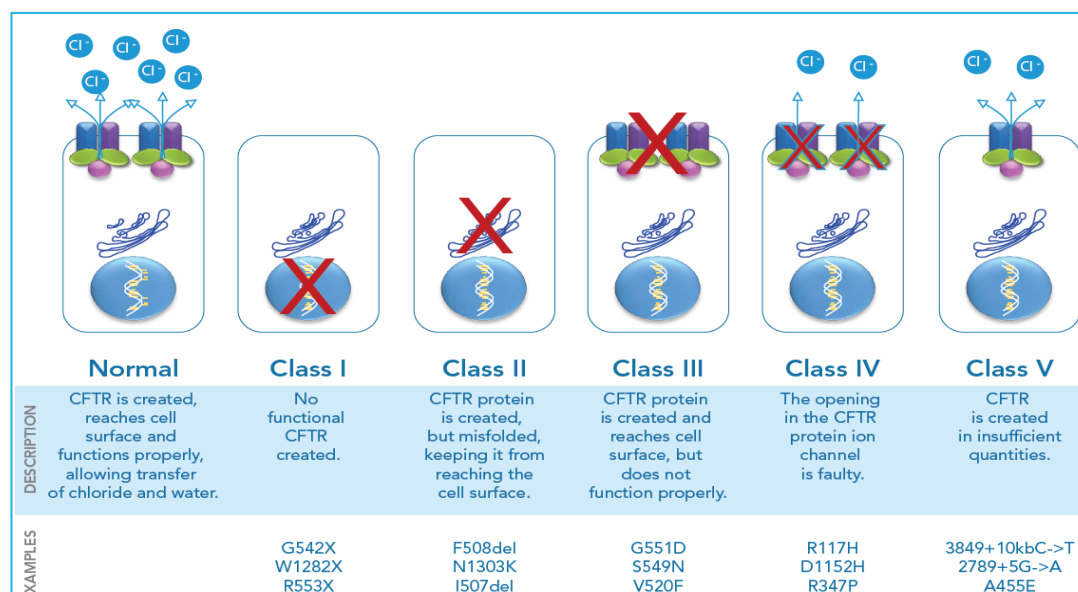 Cl -
Cl -
Cl -
Cl -
Cl -
Cl -
Cl -
Cl -
Cl -
Cl -
Normal
Class I
Class II
Class III
Class IV
Class V
DESCRIPTION
CFTR is created,
reaches cell
surface and
functions properly,
allowing transfer
of chloride and water.
No
functional
CFTR
created.
CFTR protein
is created,
but misfolded,
keeping it from
reaching the
cell surface.
CFTR protein
is created and
reaches cell
surface, but
does not
function properly.
The opening
in the CFTR
protein ion
channel
is faulty.
CFTR
is created
in insufficient
quantities.
EXAMPLES
G542X
W1282X
R553X
F508del
N1303K
I507del
G551D
S549N
V520F
R117H
D1152H
R347P
3849+10kbC->T
2789+5G->A
A455E